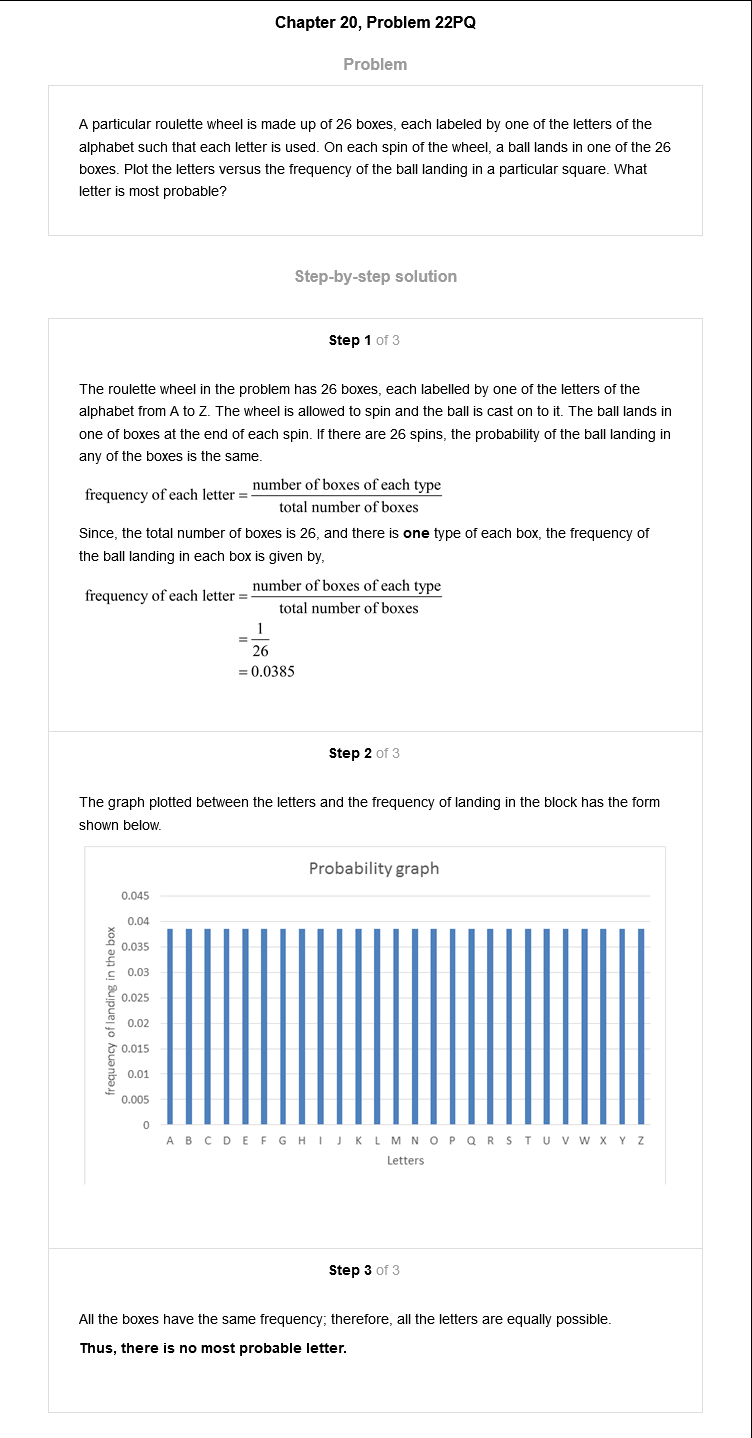 Chapter 20, Problem 22PQ
Problem
A particular roulette wheel is made up of 26 boxes, each labeled by one of the letters of the
alphabet such that each letter is used. On each spin of the wheel, a ball lands in one of the 26
boxes. Plot the letters versus the frequency of the ball landing in a particular square. What
letter is most probable?
Step-by-step solution
Step 1 of 3
The roulette wheel in the problem has 26 boxes, each labelled by one of the letters of the
alphabet from A to Z. The wheel is allowed to spin and the ball is cast on to it. The ball lands in
one of boxes at the end of each spin. If there are 26 spins, the probability of the ball landing in
any of the boxes is the same.
number of boxes of each type
frequency of each letter =
total number of boxes
Since, the total number of boxes is 26, and there is one type of each box, the frequency of
the ball landing in each box is given by,
number of boxes of each type
frequency of each letter =
total number of boxes
1
=
26
= 0.0385
Step 2 of 3
The graph plotted between the letters and the frequency of landing in the block has the form
shown below.
Probability graph
frequency of landing in the box
0.045
0.04
0.035
0.03
0.025
0.02
0.015
0.01
0.005
0
A B C D E F G H I J K L M N O P Q R S T U V W X Y Z
Letters
Step 3 of 3
All the boxes have the same frequency; therefore, all the letters are equally possible.
Thus, there is no most probable letter.